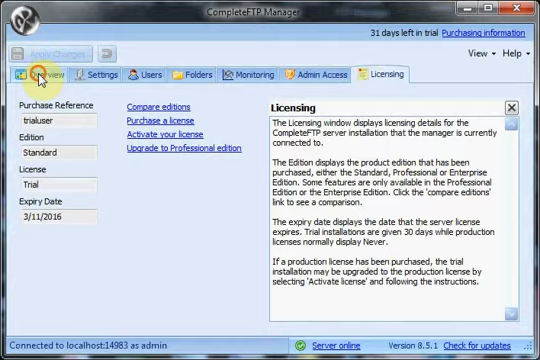 CompleteFTP Manager
31 days left in trial Purchasing information
Apply Changes
View Help
Overview Settings Users Folders Monitoring Admin Access Licensing
Purchase Reference
trialuser
Edition
Standard
License
Trial
Expiry Date
3/11/2016
Compare editions
Purchase a license
Activate your license
Upgrade to Professional edition
Licensing
The Licensing window displays licensing details for the
CompleteFTP server installation that the manager is currently
connected to.
The Edition displays the product edition that has been
purchased, either the Standard, Professional or Enterprise
Edition. Some features are only available in the Professional
Edition or the Enterprise Edition. Click the 'compare editions'
link to see a comparison.
The expiry date displays the date that the server license
expires. Trial installations are given 30 days while production
licenses normally display Never.
If a production license has been purchased, the trial
installation may be upgraded to the production license by
selecting 'Activate license' and following the instructions.
Connected to localhost:14983 as admin Server online Version 8.5.1 Check for updates